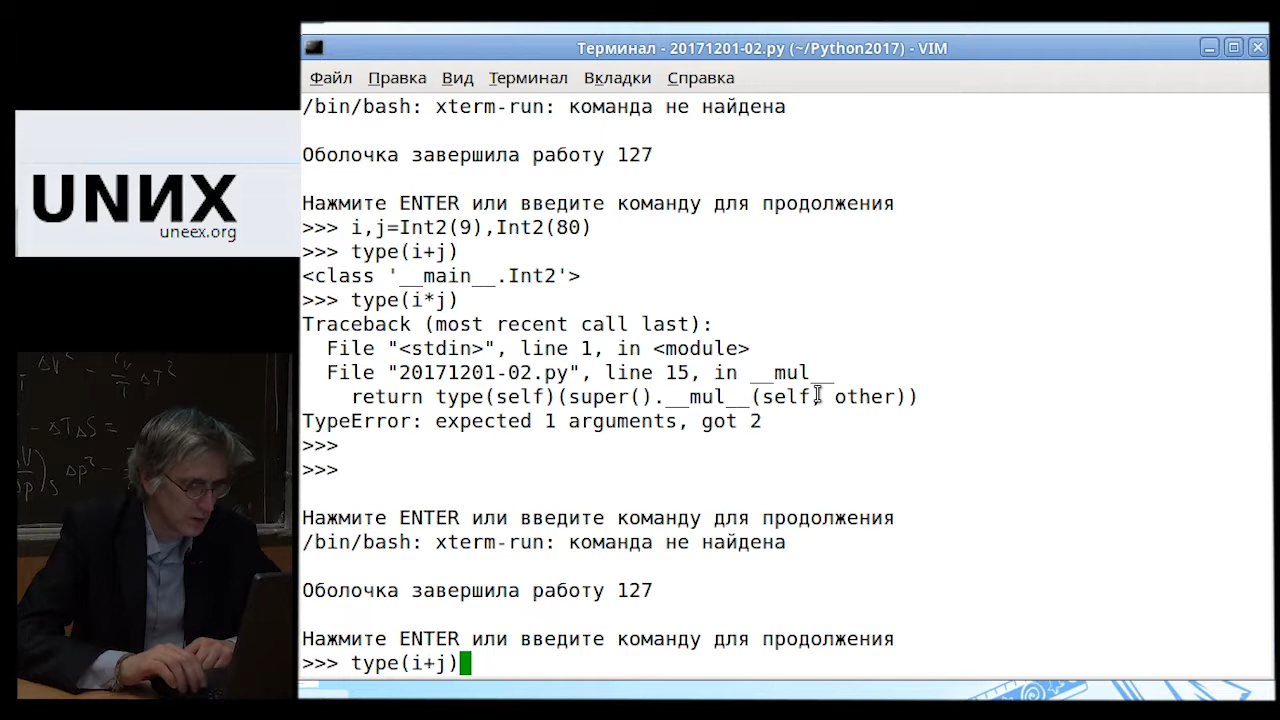 Терминал - 20171201-02.py (~/Python2017) - VIM
Файл Правка Вид Терминал Вкладки Справка
/bin/bash: xterm-run: команда не найдена
Оболочка завершила работу 127
Нажмите ENTER или введите команду для продолжения
>>> i,j=Int2(9),Int2(80)
>>> type(i+j)
<class '__main__.Int2'>
>>> type(i*j)
Traceback (most recent call last):
File "<stdin>", line 1, in <module>
File "20171201-02.py", line 15, in __mul__
return type(self)(super().__mul__(self, other))
TypeError: expected 1 arguments, got 2
>>>
>>>
Нажмите ENTER или введите команду для продолжения
/bin/bash: xterm-run: команда не найдена
Оболочка завершила работу 127
Нажмите ENTER или введите команду для продолжения
>>> type(i+j)
UNИX
uneex.org